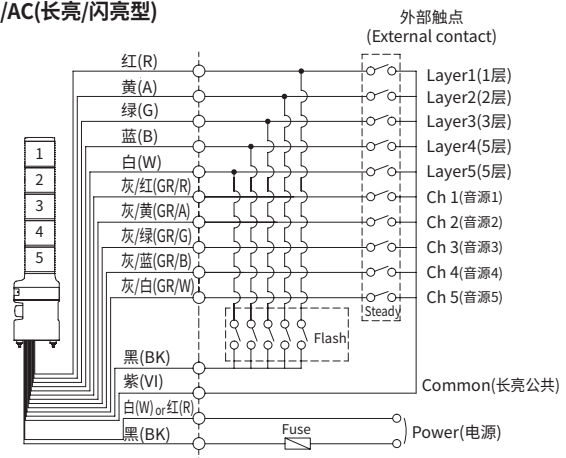 /AC(长亮/闪亮型)
外部触点
(External contact)
红(R)
Layer1(1层)
黄(A)
Layer2(2层)
绿(G)
Layer3(3层)
蓝(B)
Layer4(5层)
白(W)
Layer5(5层)
灰/红(GR/R)
Ch 1(音源1)
灰/黄(GR/A)
Ch 2(音源2)
灰/绿(GR/G)
Ch 3(音源3)
灰/蓝(GR/B)
Ch 4(音源4)
灰/白(GR/W)
Ch 5(音源5)
1
2
3
4
5
Steady
Flash
黑(BK)
紫(VI)
Common(长亮公共)
白(W) or 红(R)
黑(BK)
Fuse
Power(电源)